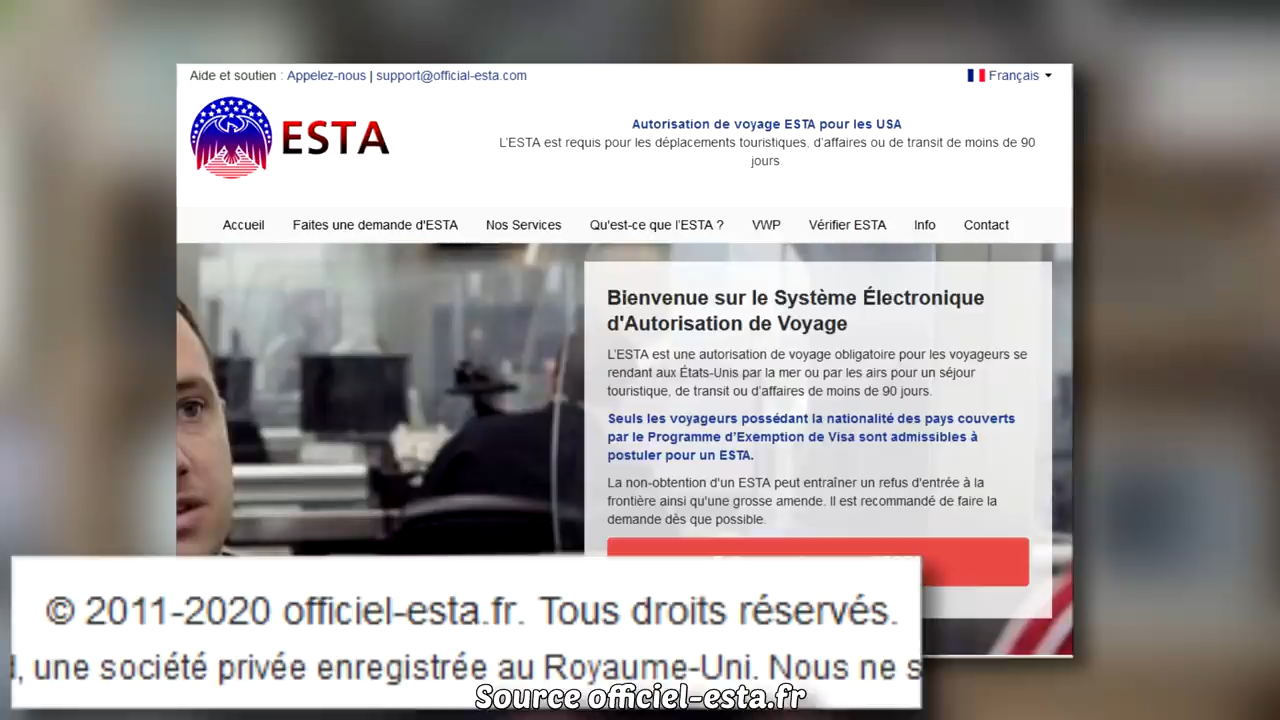 Aide et soutien : Appelez-nous | support@official-esta.com
Français
ESTA
Autorisation de voyage ESTA pour les USA
L'ESTA est requis pour les déplacements touristiques, d'affaires ou de transit de moins de 90
jours.
Accueil Faites une demande d'ESTA Nos Services Qu'est-ce que l'ESTA ? VWP Vérifier ESTA Info Contact
Bienvenue sur le Système Électronique
d'Autorisation de Voyage
L'ESTA est une autorisation de voyage obligatoire pour les voyageurs se
rendant aux États-Unis par la mer ou par les airs pour un séjour
touristique, de transit ou d'affaires de moins de 90 jours.
Seuls les voyageurs possédant la nationalité des pays couverts
par le Programme d'Exemption de Visa sont admissibles à
postuler pour un ESTA.
La non-obtention d'un ESTA peut entraîner un refus d'entrée à la
frontière ainsi qu'une grosse amende. Il est recommandé de faire la
demande dès que possible.
© 2011-2020 officiel-esta.fr. Tous droits réservés.
, une société privée enregistrée au Royaume-Uni. Nous ne s
Source officiel-esta.fr